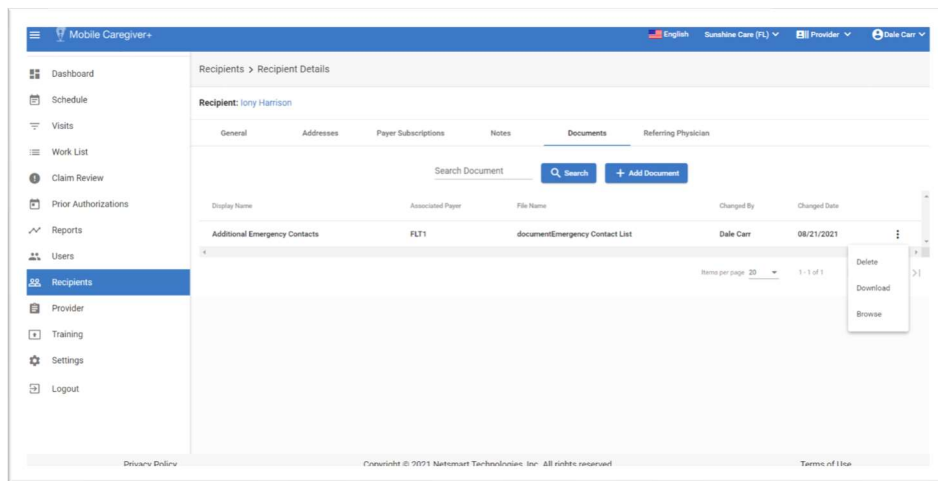 Mobile Caregiver+
English Sunshine Care (FL) Provider Dale Carr
Dashboard
Schedule
Visits
Work List
Claim Review
Prior Authorizations
Reports
Users
Recipients
Provider
Training
Settings
Logout
Recipients > Recipient Details
Recipient: Iony Harrison
General Addresses Payer Subscriptions Notes Documents Referring Physician
Search Document Search + Add Document
Display Name Associated Payer File Name Changed By Changed Date
Additional Emergency Contacts FLT1 documentEmergency Contact List Dale Carr 08/21/2021
Items per page 20 1 - 1 of 1
Delete
Download
Browse
Privacy Policy Copyright © 2021 Netsmart Technologies, Inc. All rights reserved Terms of Use